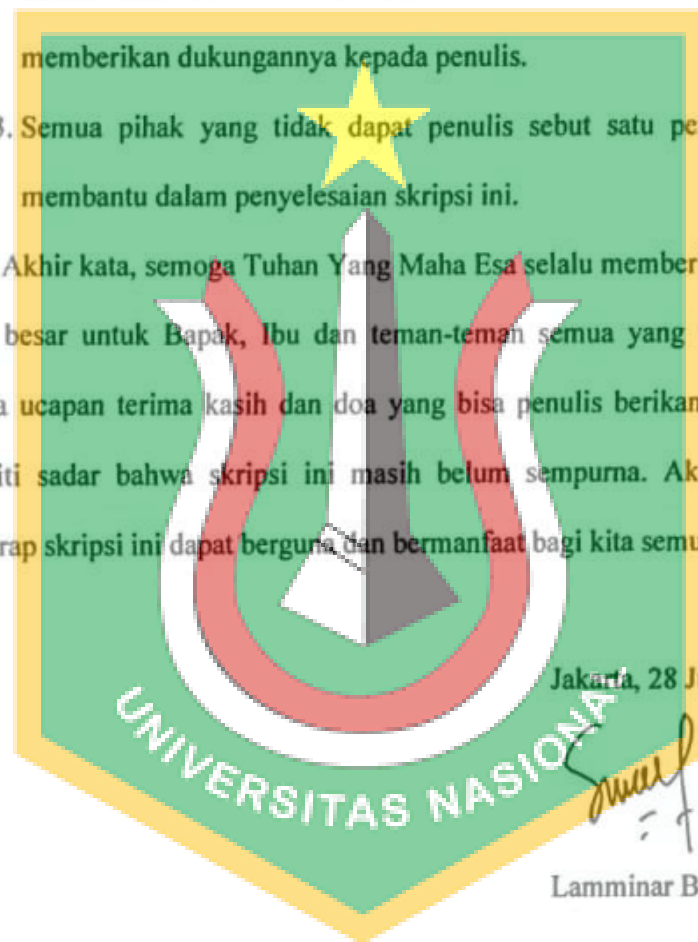 memberikan dukungannya kepada penulis.
3. Semua pihak yang tidak dapat penulis sebut satu pe
membantu dalam penyelesaian skripsi ini.
Akhir kata, semoga Tuhan Yang Maha Esa selalu member
besar untuk Bapak, Ibu dan teman-teman semua yang
ucapan terima kasih dan doa yang bisa penulis berikan
iti sadar bahwa skripsi ini masih belum sempurna. Ak
rap skripsi ini dapat berguna dan bermanfaat bagi kita semu
Jakarta, 28 J
UNIVERSITAS NASIONAL
Lamminar B